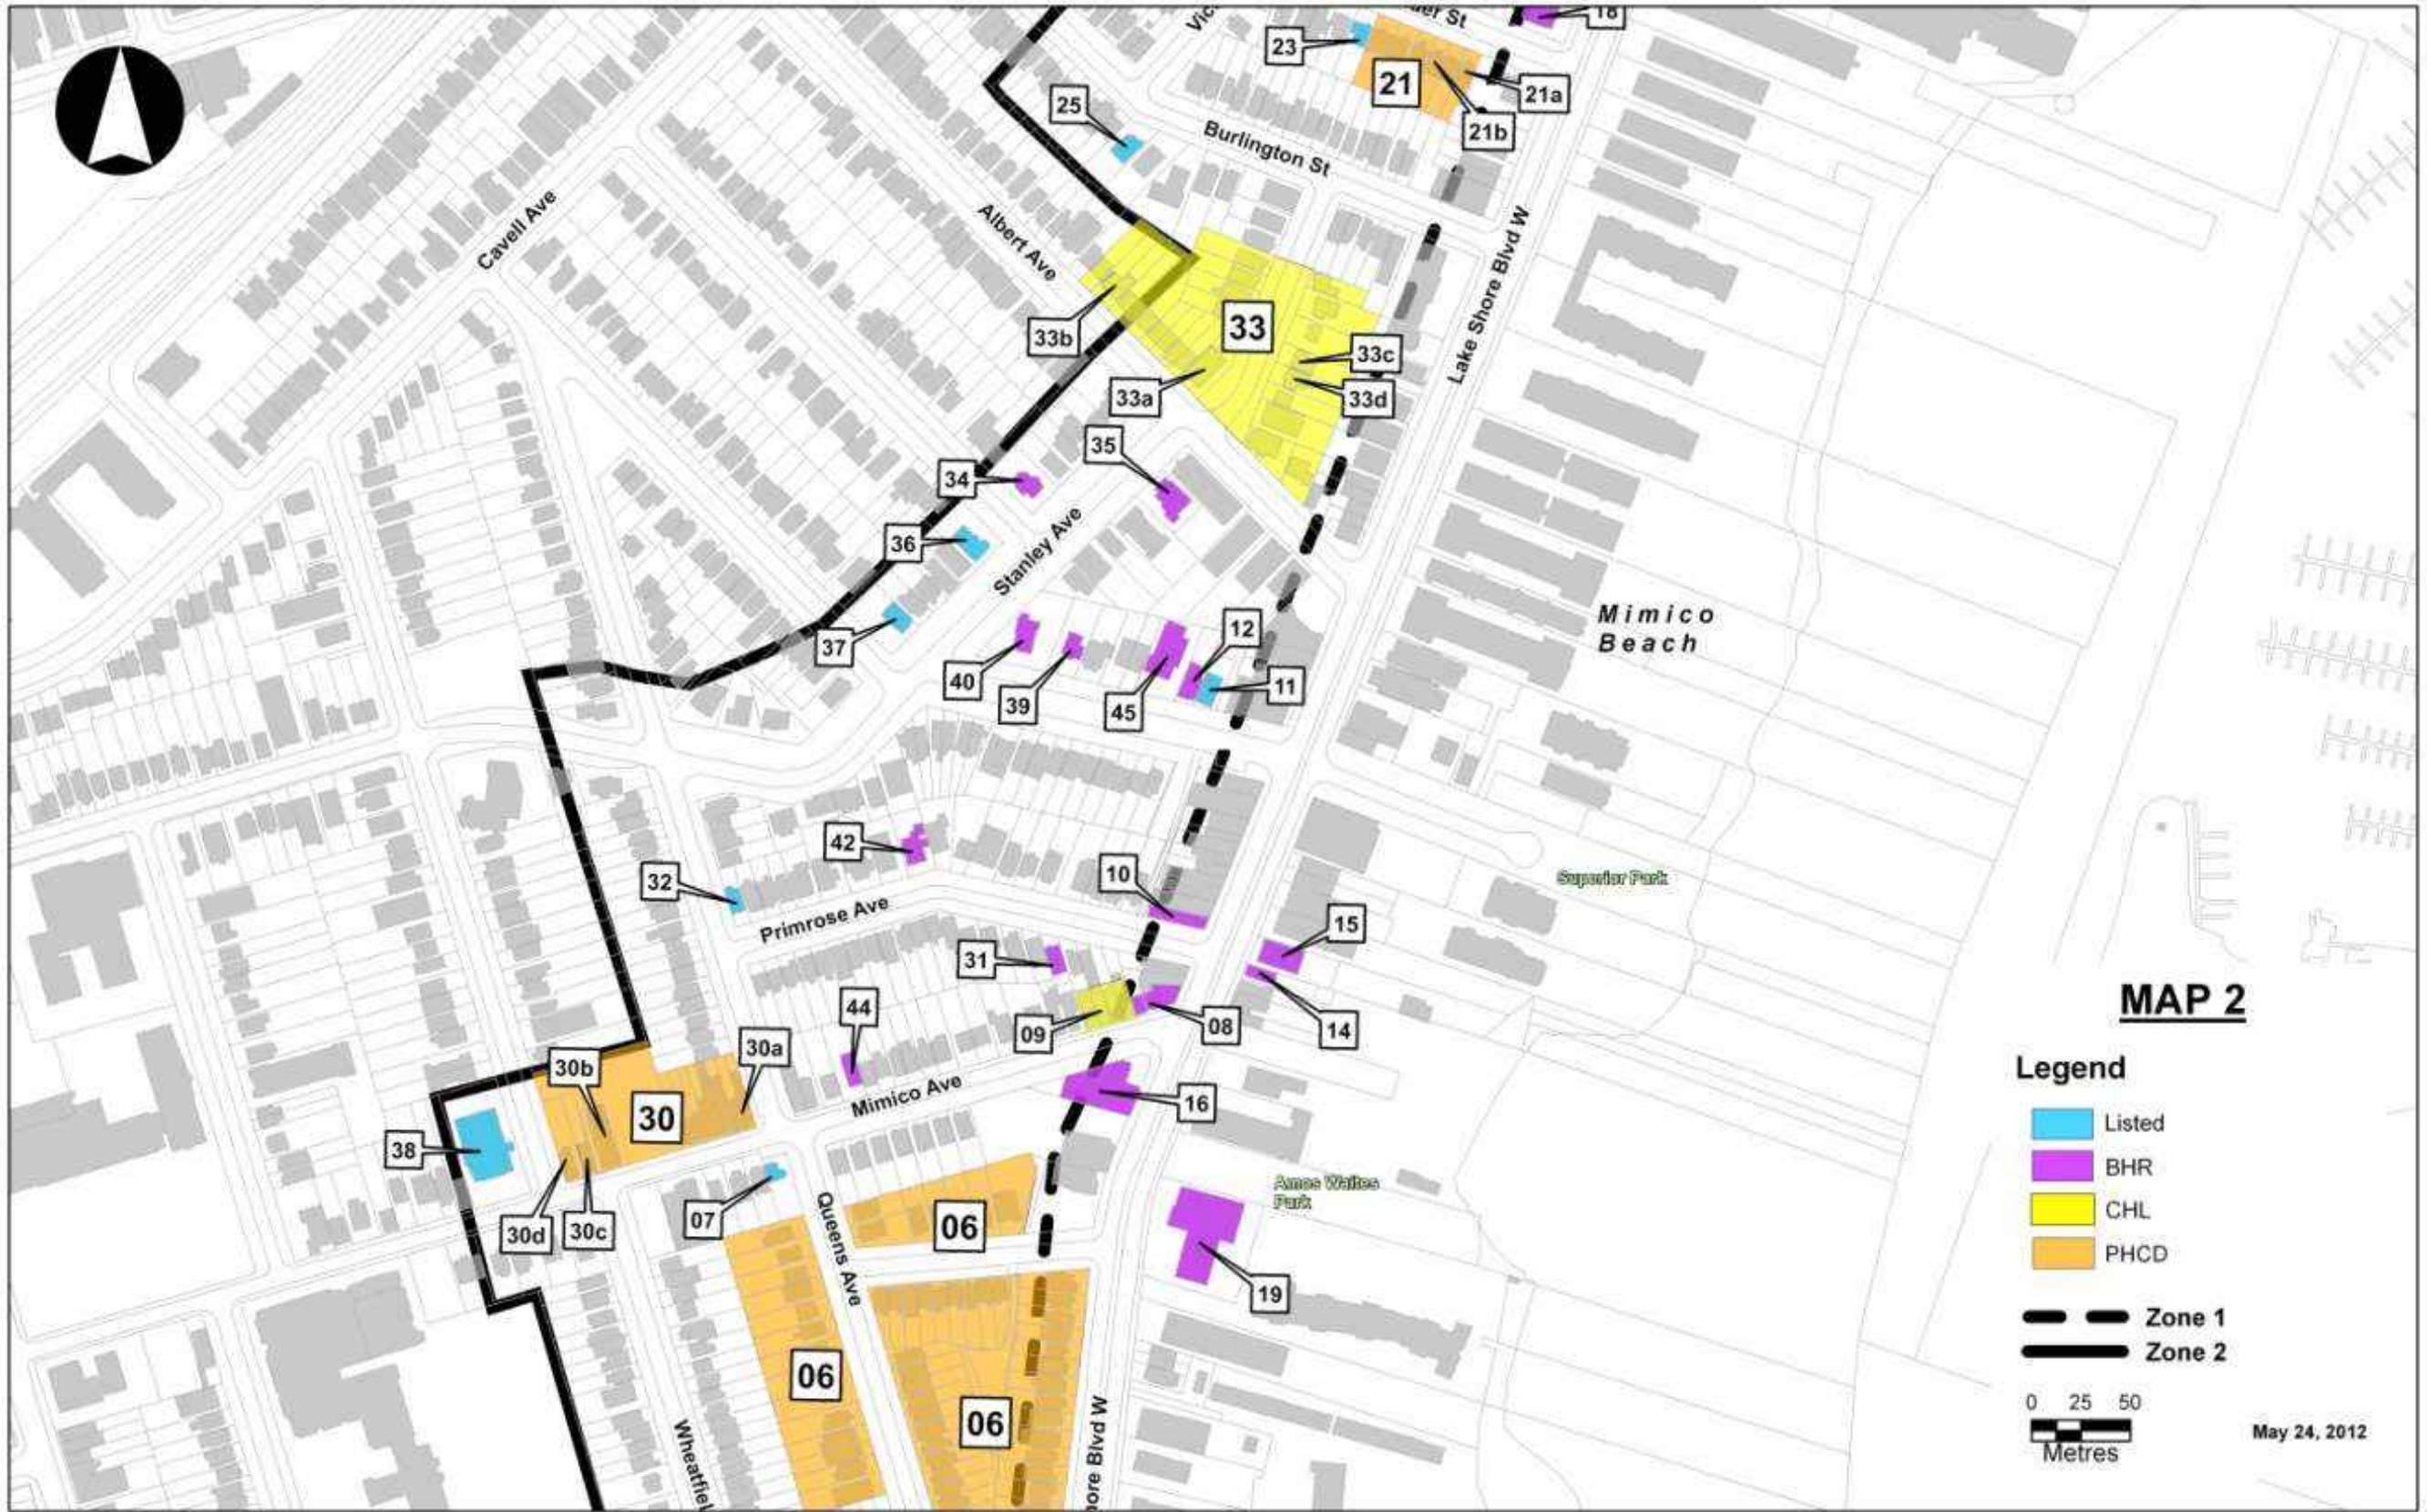 18
23
21
21a
21b
25
Burlington St
Cavell Ave
Albert Ave
Lake Shore Blvd W
33
33b
33c
33a
33d
35
34
36
Stanley Ave
37
Mimico
Beach
12
40
11
39
45
42
32
10
Superior Park
Primrose Ave
15
31
MAP 2
44
09
08
14
30a
30b
Legend
30
Mimico Ave
16
Listed
38
BHR
Amos Waites
Park
CHL
07
30d
30c
06
Queens Ave
PHCD
19
Zone 1
Zone 2
06
06
0 25 50
Metres
May 24, 2012